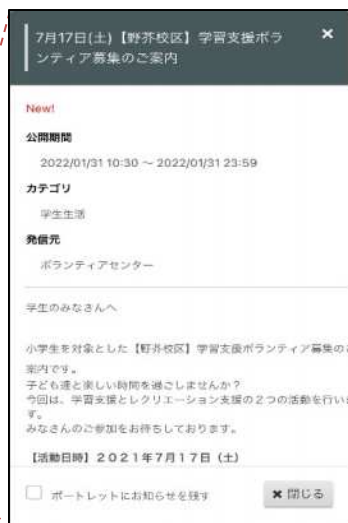 7月17日(土)【野芥校区】学習支援ボラ
ンティア募集のご案内
×
New!
公開期間
2022/01/31 10:30 ～ 2022/01/31 23:59
カテゴリ
学生生活
発信元
ボランティアセンター
学生のみなさんへ
小学生を対象とした【野芥校区】学習支援ボランティア募集のご
案内です。
子ども達と楽しい時間を過ごしませんか？
今回は、学習支援とレクリエーション支援の２つの活動を行いま
す。
みなさんのご参加をお待ちしております。
【活動日時】２０２１年７月１７日（土）
ポートレットにお知らせを残す
×閉じる